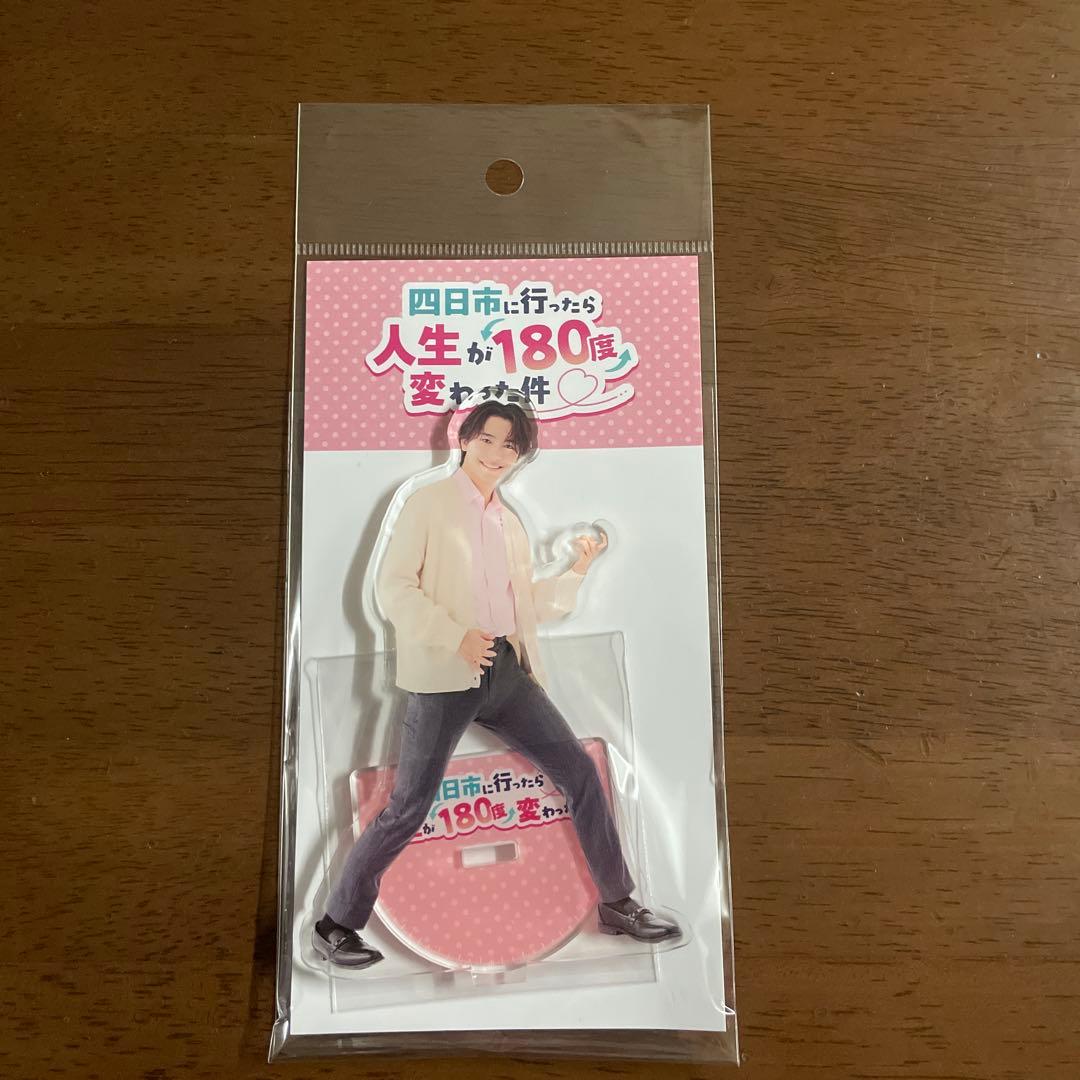 四日市に行ったら
人生が180度
変わった件
四日市に行ったら
が180度変わっ